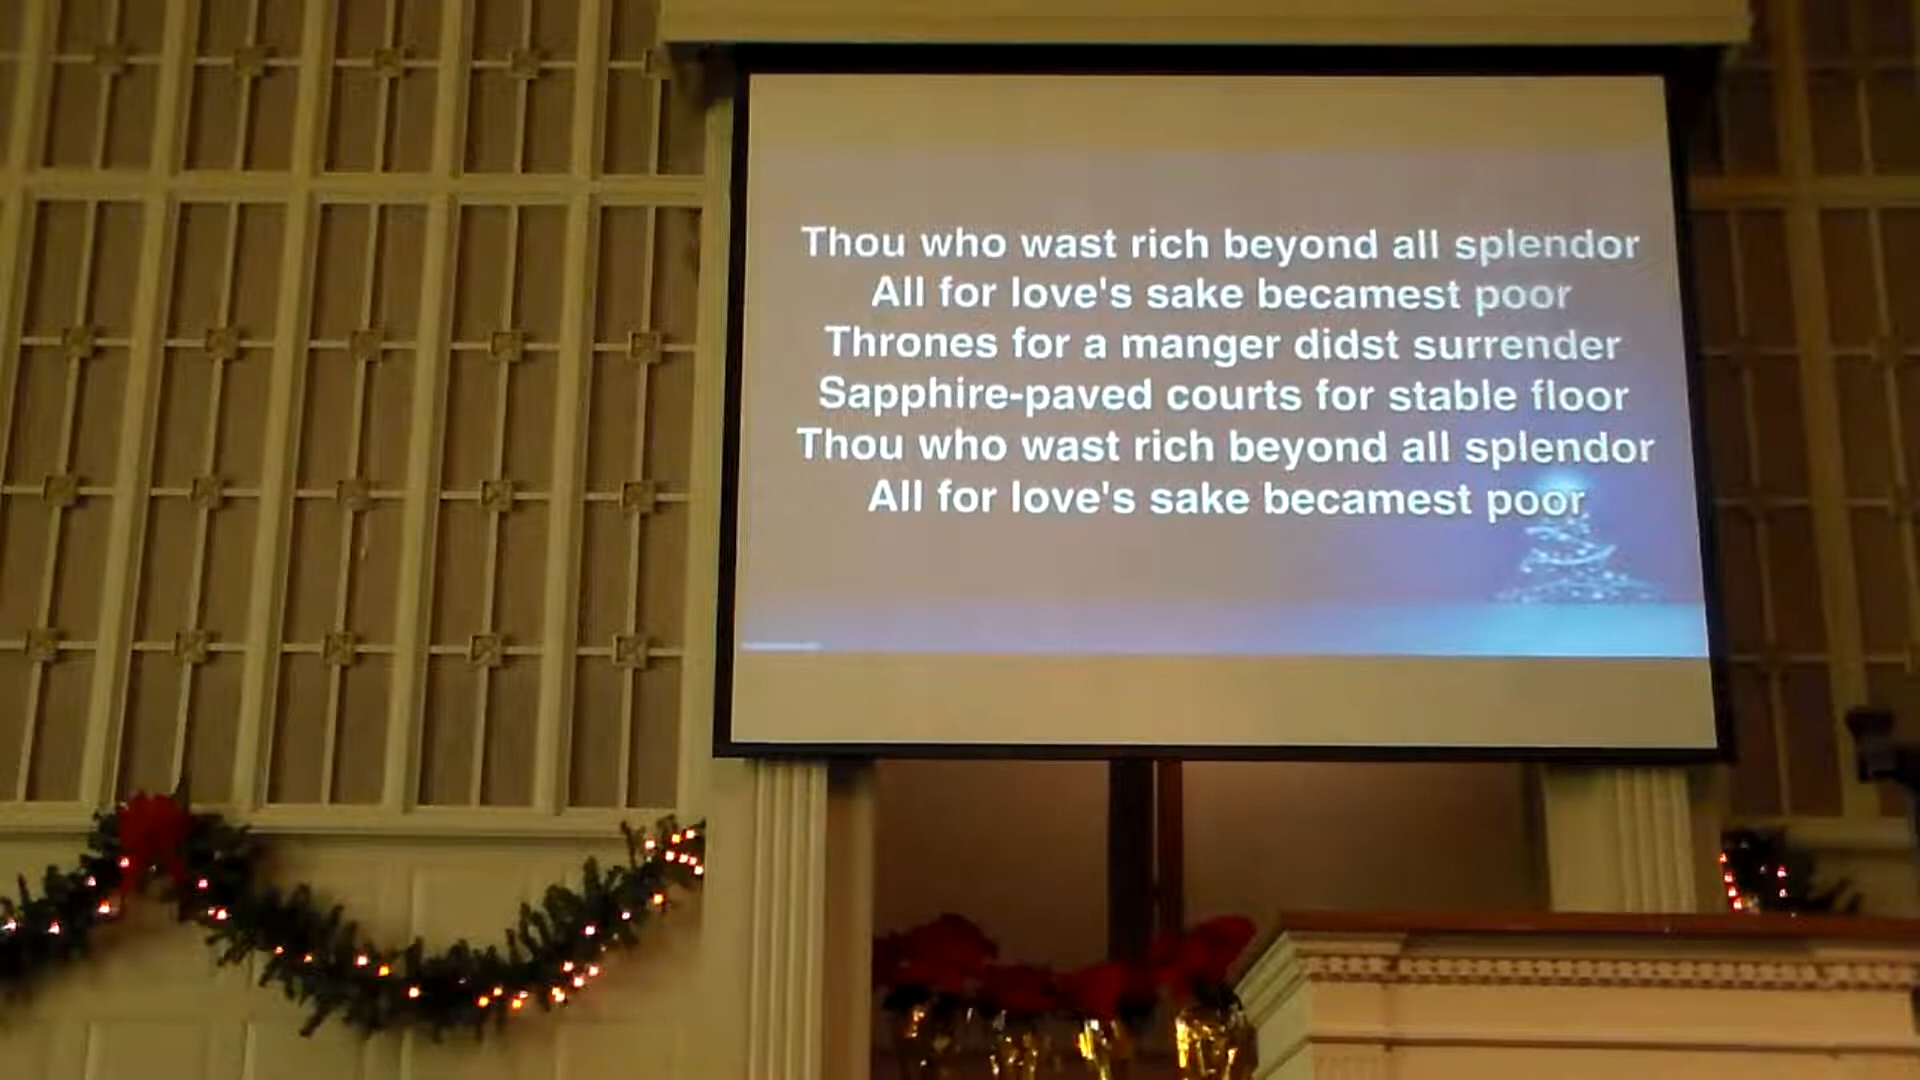 Thou who wast rich beyond all splendor
All for love's sake becamest poor
Thrones for a manger didst surrender
Sapphire-paved courts for stable floor
Thou who wast rich beyond all splendor
All for love's sake becamest poor